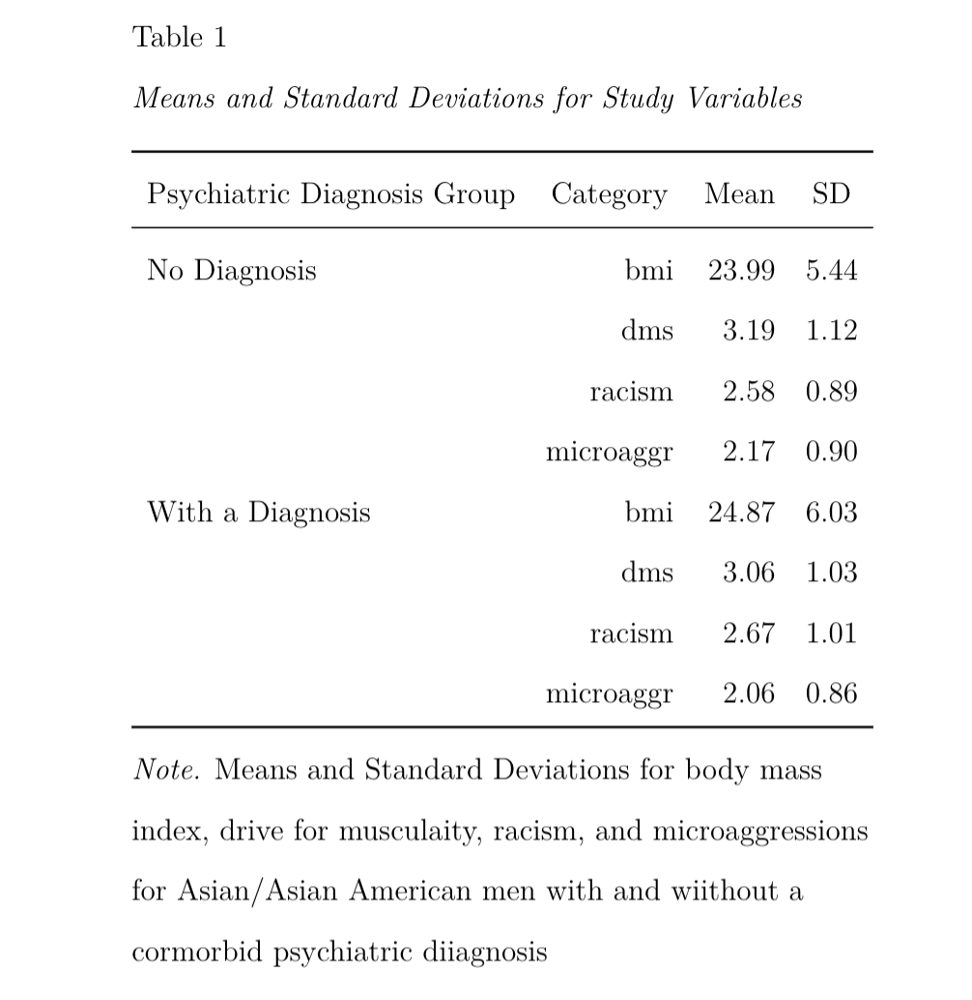 Table 1
Means and Standard Deviations for Study Variables
Psychiatric Diagnosis Group Category Mean SD
No Diagnosis bmi 23.99 5.44
dms 3.19 1.12
racism 2.58 0.89
microaggr 2.17 0.90
With a Diagnosis bmi 24.87 6.03
dms 3.06 1.03
racism 2.67 1.01
microaggr 2.06 0.86
Note. Means and Standard Deviations for body mass
index, drive for musculaity, racism, and microaggressions
for Asian/Asian American men with and wiithout a
cormorbid psychiatric diiagnosis